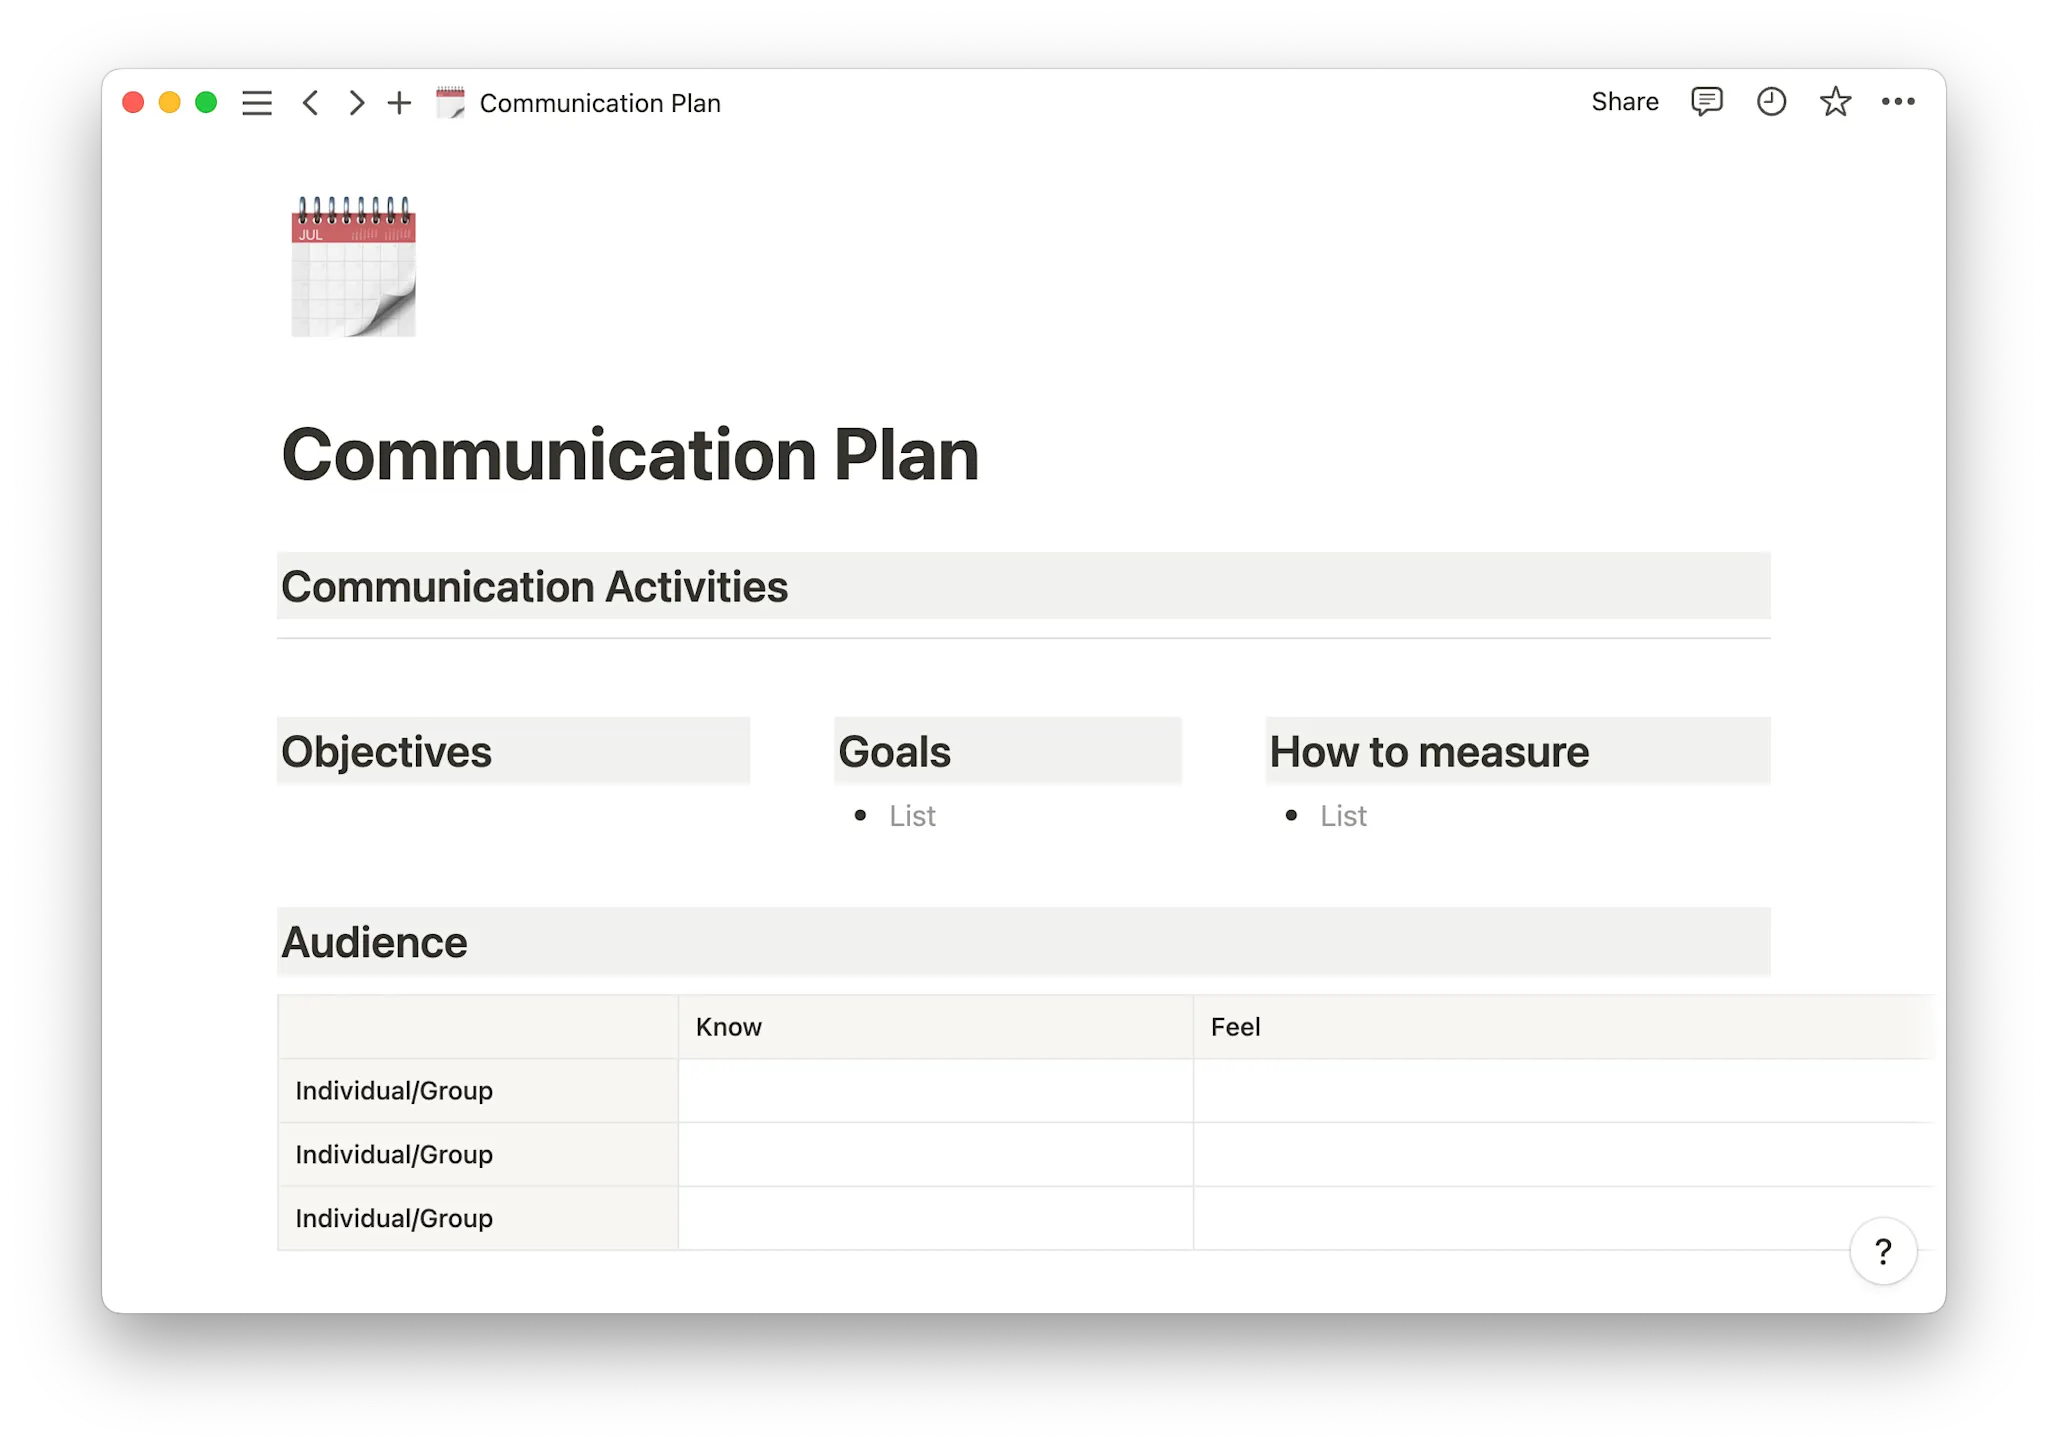 Communication Plan
Share
JUL
Communication Plan
Communication Activities
Objectives
Goals
How to measure
• List
• List
Audience
Know
Feel
Individual/Group
Individual/Group
Individual/Group
?